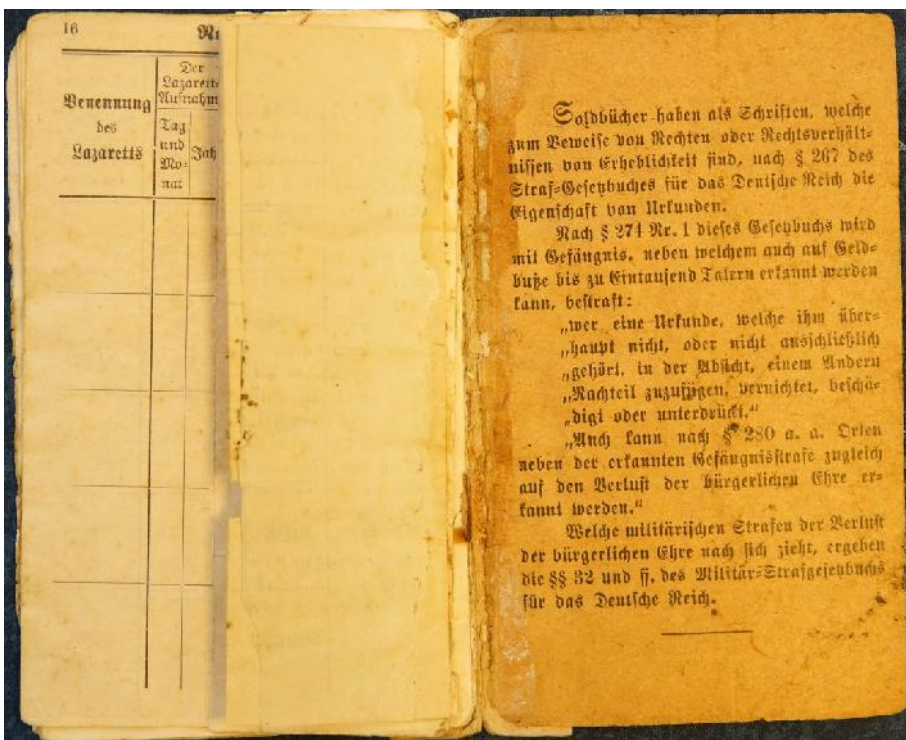 16
Benennung
des
Lazaretts
Der
Lazarett-
Aufnahm
Tag
und
Mo-
nat
Jah
Soldbücher haben als Schriften, welche
zum Beweise von Rechten oder Rechtsverhält-
nissen von Erheblichkeit sind, nach § 267 des
Straf-Gesetzbuches für das Deutsche Reich die
Eigenschaft von Urkunden.
Nach § 274 Nr. 1 dieses Gesetzbuchs wird
mit Gefängnis, neben welchem auch auf Geld-
buße bis zu Eintausend Talern erkannt werden
kann, bestraft:
„wer eine Urkunde, welche ihm über-
„haupt nicht, oder nicht ausschließlich
„gehört, in der Absicht, einem Andern
„Nachteil zuzufügen, vernichtet, beschä-
„digt oder unterdrückt.“
„Auch kann nach § 280 a. a. Orten
neben der erkannten Gefängnisstrafe zugleich
auf den Verlust der bürgerlichen Ehre er-
kannt werden.“
Welche militärischen Strafen der Verlust
der bürgerlichen Ehre nach sich zieht, ergeben
die §§ 32 und ff. des Militär-Strafgesetzbuchs
für das Deutsche Reich.